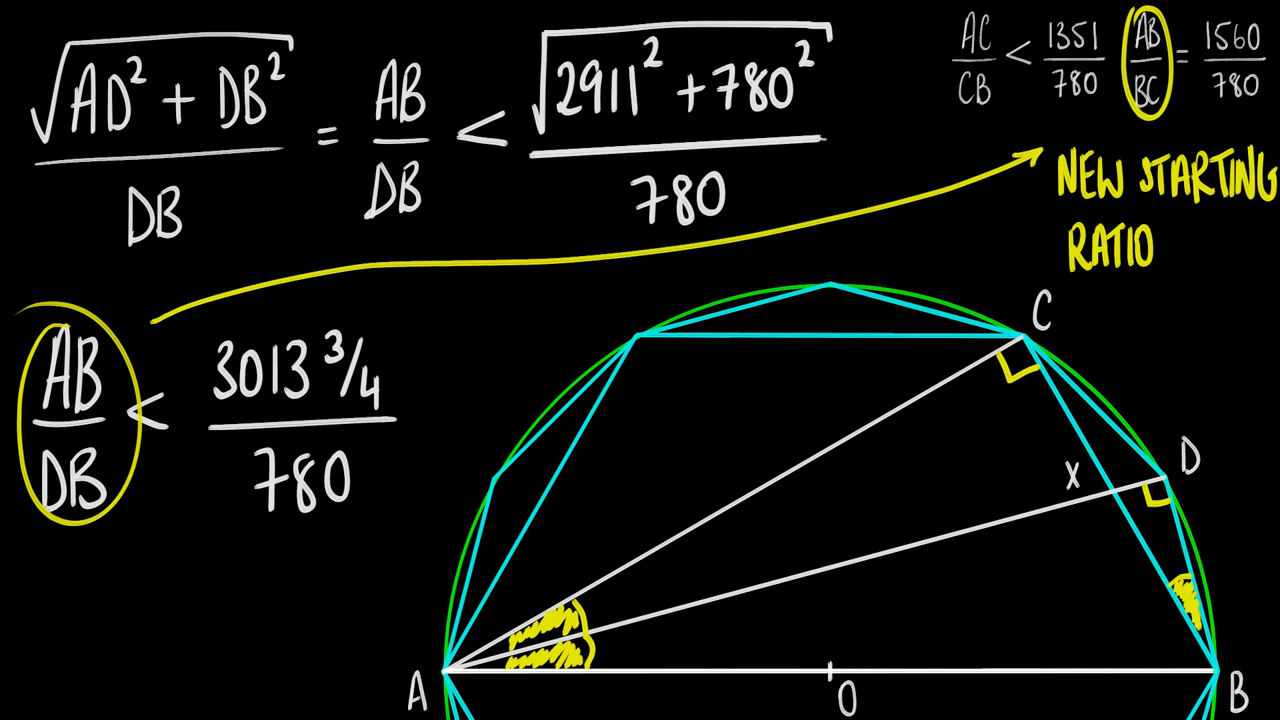 √(AD² + DB²) / DB = AB / DB < √(2911² + 780²) / 780
AC / CB < 1351 / 780 AB / BC = 1560 / 780
NEW STARTING
RATIO
AB / DB < 3013 ¾ / 780
C
D
X
A
O
B